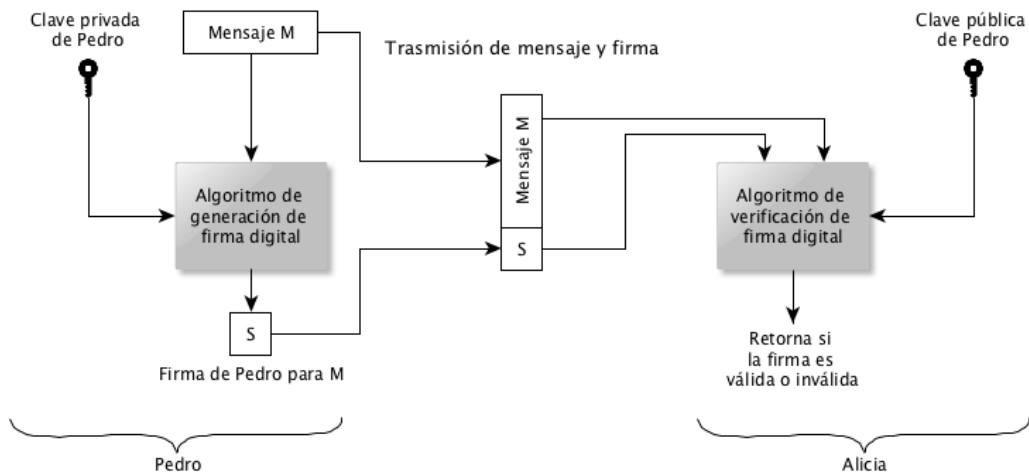 Clave privada
de Pedro
Mensaje M
Trasmisión de mensaje y firma
Clave pública
de Pedro
Mensaje M
S
Algoritmo de
generación de
firma digital
Algoritmo de
verificación de
firma digital
S
Firma de Pedro para M
Retorna si
la firma es
válida o inválida
Pedro
Alicia